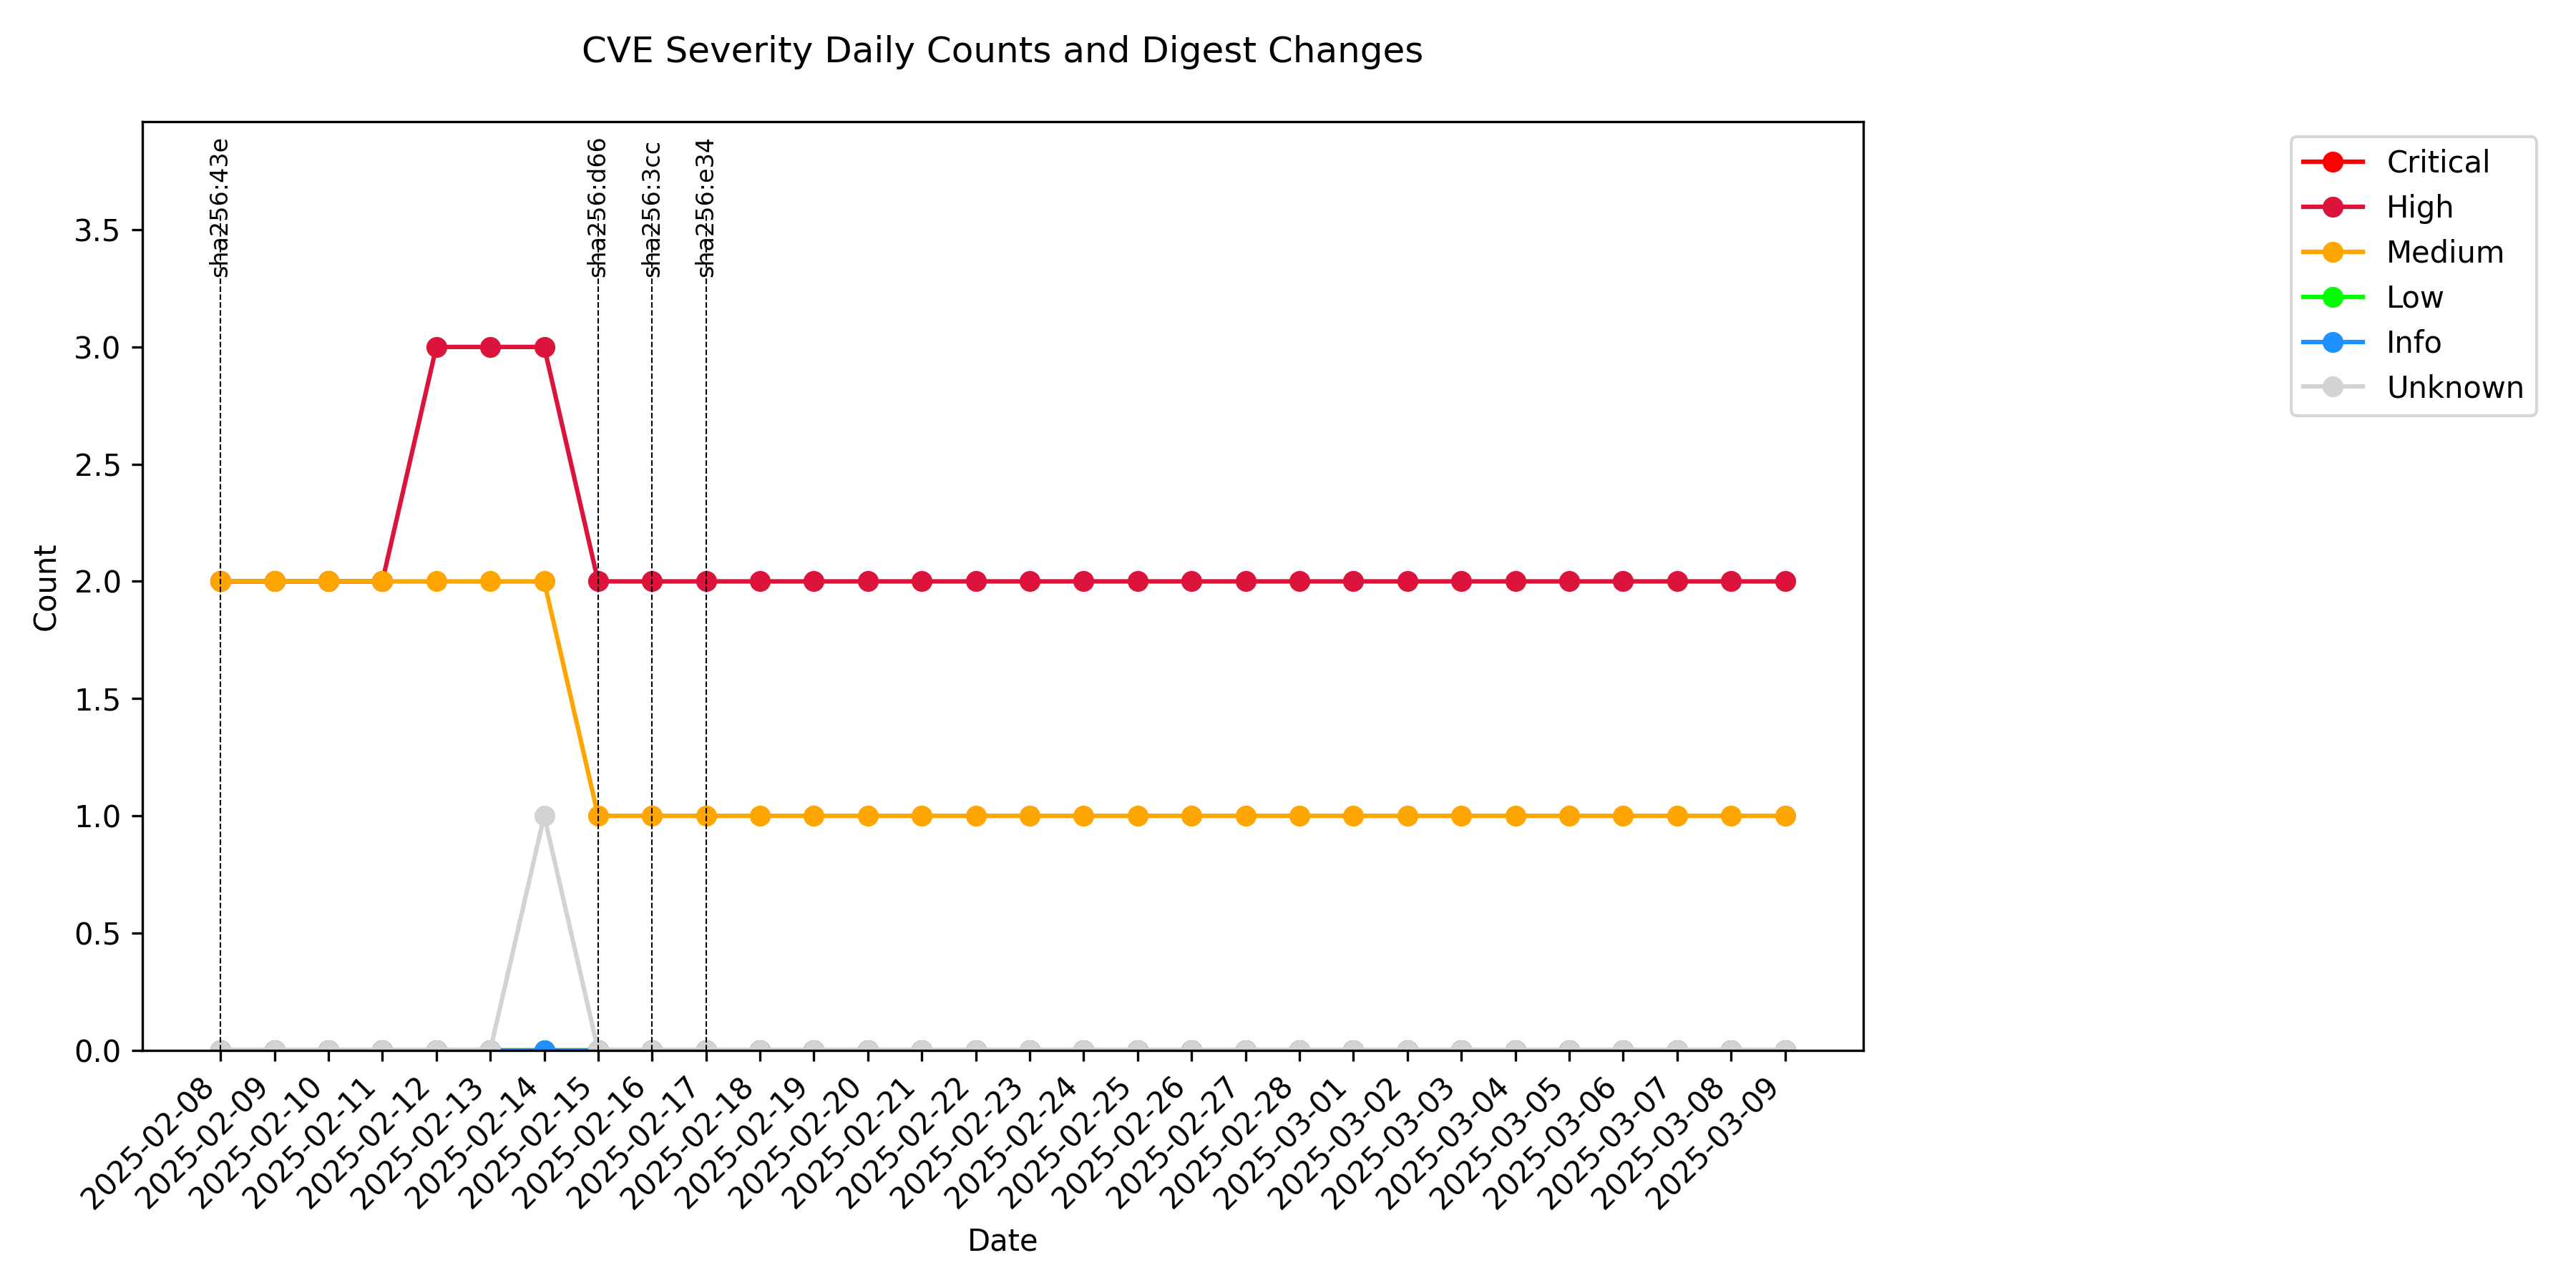 CVE Severity Daily Counts and Digest Changes
sha256:43e
sha256:d66
sha256:3cc
sha256:e34
Critical
High
Medium
Low
Info
Unknown
Count
3.5
3.0
2.5
2.0
1.5
1.0
0.5
0.0
2025-02-08
2025-02-09
2025-02-10
2025-02-11
2025-02-12
2025-02-13
2025-02-14
2025-02-15
2025-02-16
2025-02-17
2025-02-18
2025-02-19
2025-02-20
2025-02-21
2025-02-22
2025-02-23
2025-02-24
2025-02-25
2025-02-26
2025-02-27
2025-02-28
2025-03-01
2025-03-02
2025-03-03
2025-03-04
2025-03-05
2025-03-06
2025-03-07
2025-03-08
2025-03-09
Date